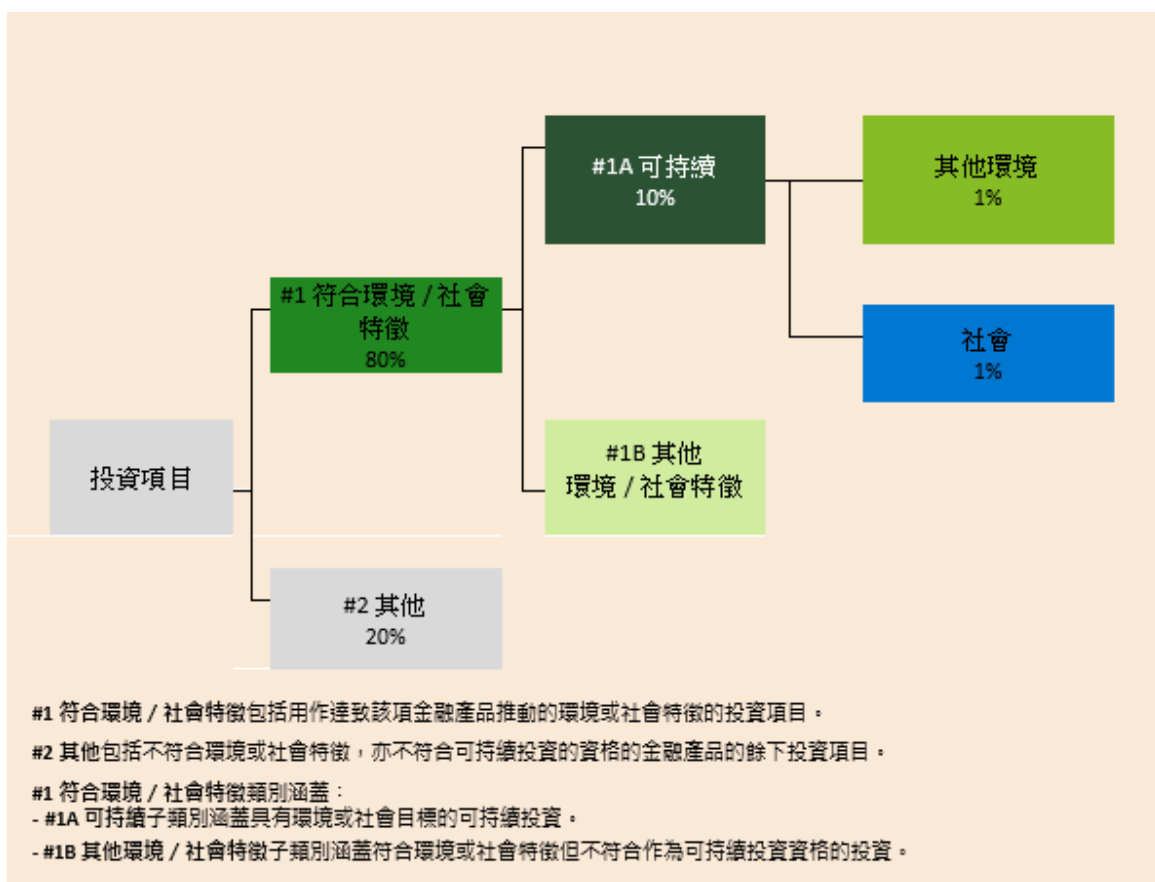 #1A 可持續
10%
其他環境
1%
#1 符合環境 / 社會
特徵
80%
社會
1%
投資項目
#1B 其他
環境 / 社會特徵
#2 其他
20%
#1 符合環境 / 社會特徵包括用作達致該項金融產品推動的環境或社會特徵的投資項目。
#2 其他包括不符合環境或社會特徵，亦不符合可持續投資的資格的金融產品的餘下投資項目。
#1 符合環境 / 社會特徵類別涵蓋：
- #1A 可持續子類別涵蓋具有環境或社會目標的可持續投資。
- #1B 其他環境 / 社會特徵子類別涵蓋符合環境或社會特徵但不符合作為可持續投資資格的投資。